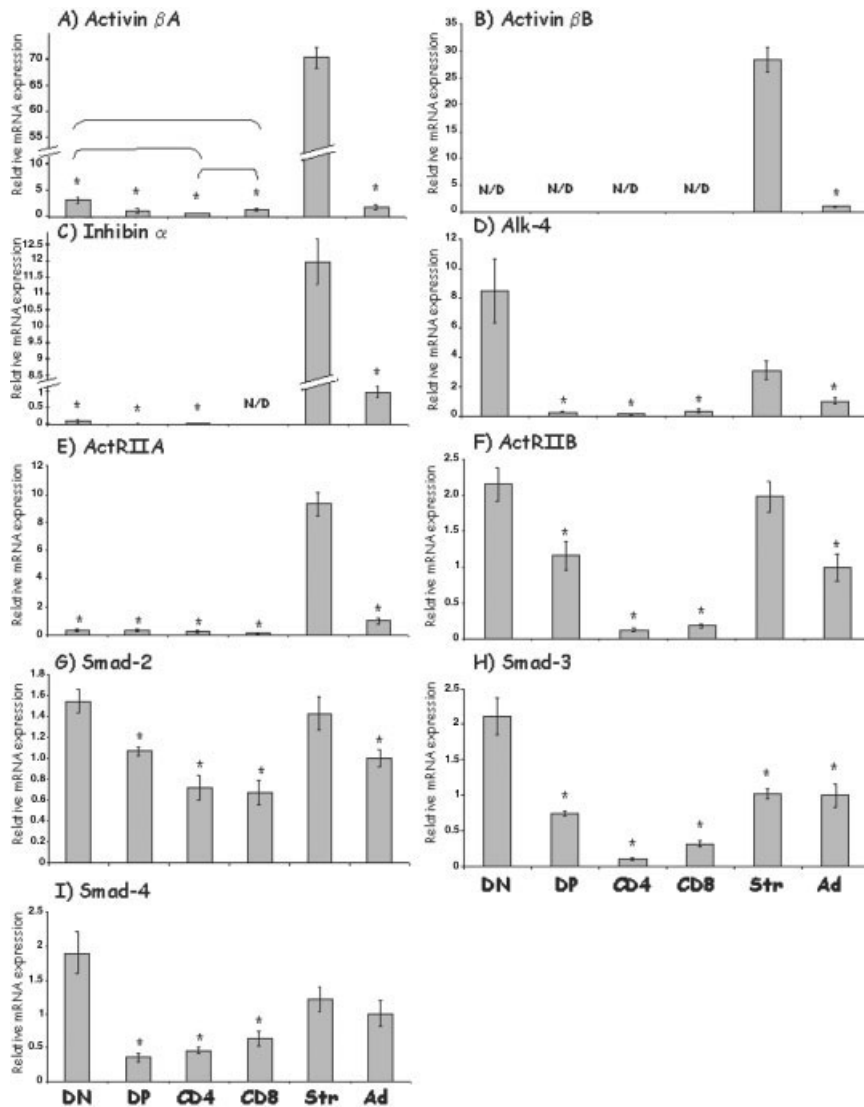 A) Activin βA
Relative mRNA expression
70
65
60
55
10
5
0
* * * * *
B) Activin βB
Relative mRNA expression
35
30
25
20
15
10
5
0
N/D N/D N/D N/D
*
C) Inhibin α
Relative mRNA expression
12.5
12
11.5
11
10.5
10
9.5
9
8.5
1
0.5
0
* * * N/D *
D) Alk-4
Relative mRNA expression
10
8
6
4
2
0
* * * *
E) ActRIIA
Relative mRNA expression
12
10
8
6
4
2
0
* * * * *
F) ActRIIB
Relative mRNA expression
2.5
2.0
1.5
1
0.5
0
* * * *
G) Smad-2
Relative mRNA expression
1.8
1.6
1.4
1.2
1.0
0.8
0.6
0.4
0.2
0
* * * *
H) Smad-3
Relative mRNA expression
2.5
2
1.5
1
0.5
0
* * * * *
DN DP CD4 CD8 Str Ad
I) Smad-4
Relative mRNA expression
2.5
2
1.5
1
0.5
0
* * *
DN DP CD4 CD8 Str Ad